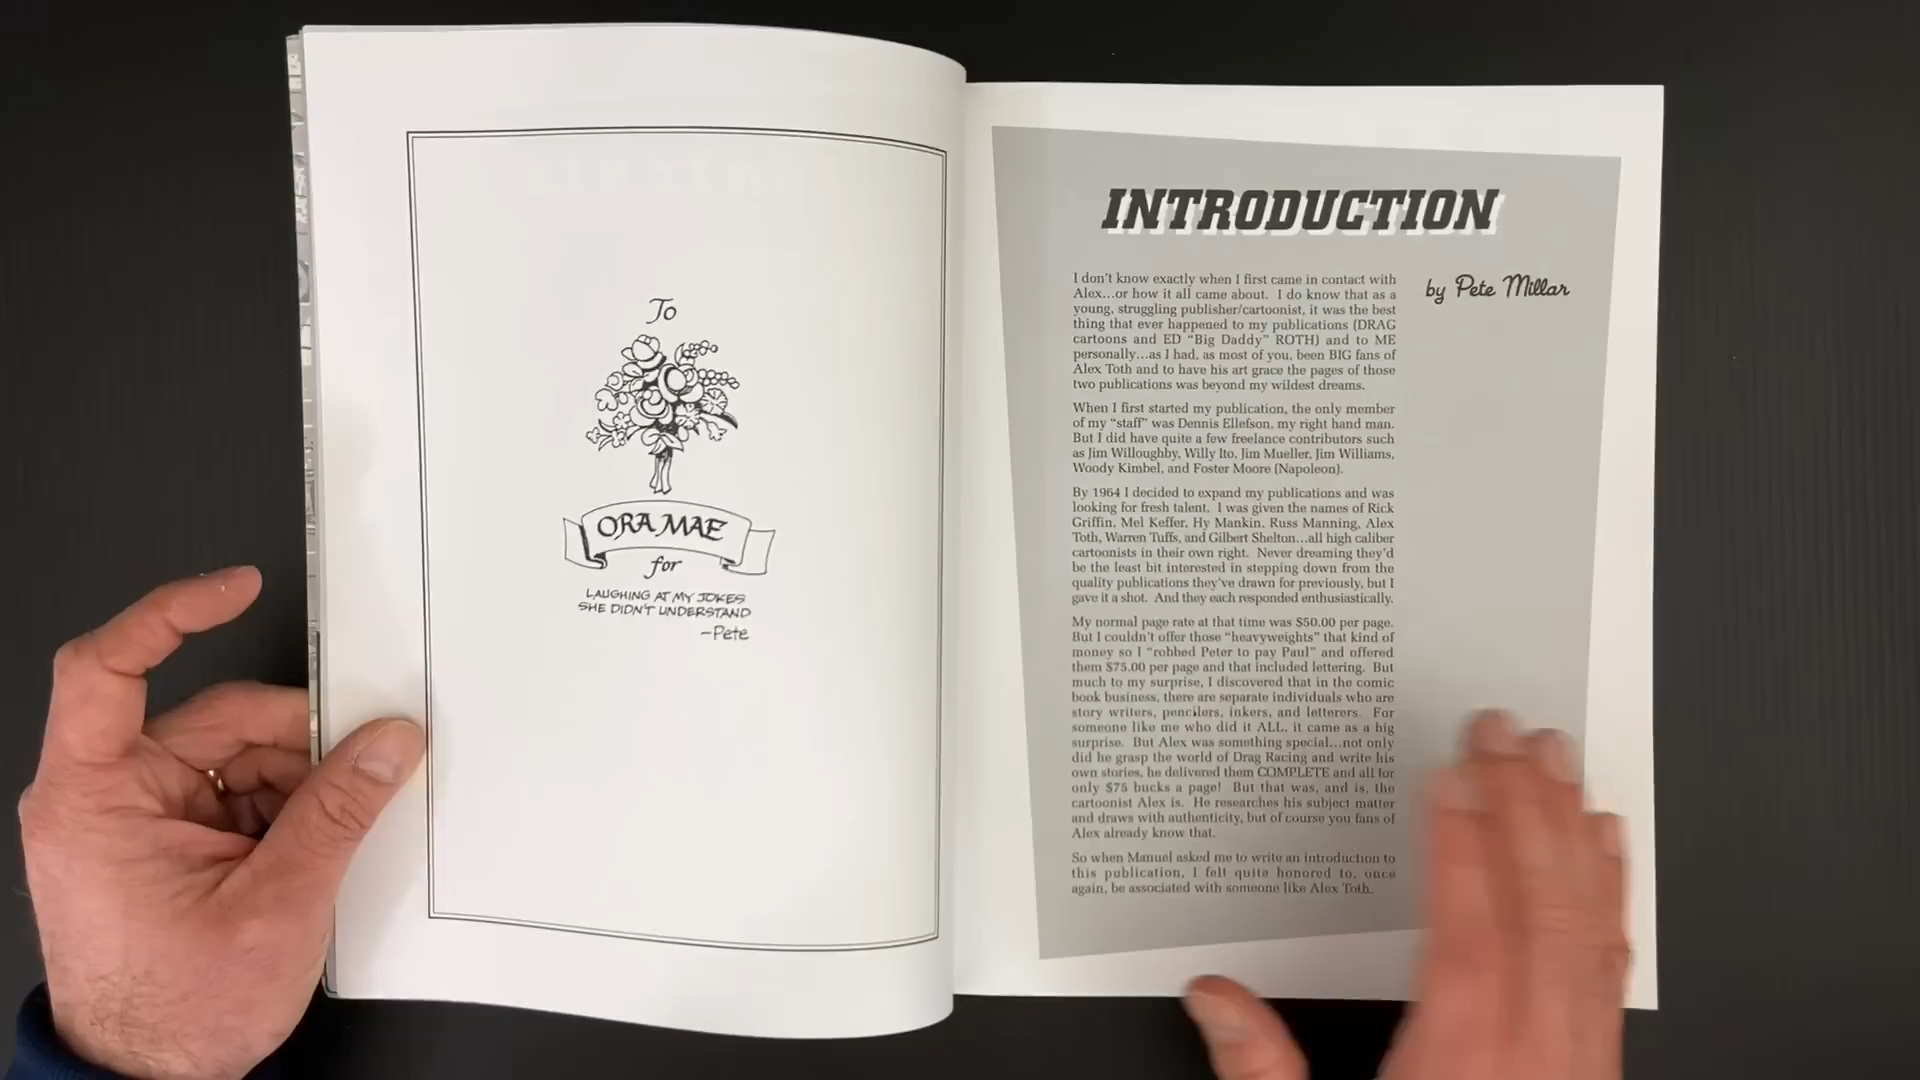 To
ORA MAE
for
LAUGHING AT MY JOKES
SHE DIDN'T UNDERSTAND
–Pete
INTRODUCTION
by Pete Millar
I don't know exactly when I first came in contact with
Alex...or how it all came about. I do know that as a
young, struggling publisher/cartoonist, it was the best
thing that ever happened to my publications (DRAG
cartoons and ED "Big Daddy" ROTH) and to ME
personally...as I had, as most of you, been BIG fans of
Alex Toth and to have his art grace the pages of those
two publications was beyond my wildest dreams.
When I first started my publication, the only member
of my "staff" was Dennis Ellefson, my right hand man.
But I did have quite a few freelance contributors such
as Jim Willoughby, Willy Ito, Jim Mueller, Jim Williams,
Woody Kimbel, and Foster Moore (Napoleon).
By 1964 I decided to expand my publications and was
looking for fresh talent. I was given the names of Rick
Griffin, Mel Keffer, Hy Mankin, Russ Manning, Alex
Toth, Warren Tuffs, and Gilbert Shelton...all high caliber
cartoonists in their own right. Never dreaming they'd
be the least bit interested in stepping down from the
quality publications they've drawn for previously, but I
gave it a shot. And they each responded enthusiastically.
My normal page rate at that time was $50.00 per page.
But I couldn't offer those "heavyweights" that kind of
money so I "robbed Peter to pay Paul" and offered
them $75.00 per page and that included lettering. But
much to my surprise, I discovered that in the comic
book business, there are separate individuals who are
story writers, pencilers, inkers, and letterers. For
someone like me who did it ALL, it came as a big
surprise. But Alex was something special...not only
did he grasp the world of Drag Racing and write his
own stories, he delivered them COMPLETE and all for
only $75 bucks a page! But that was, and is, the
cartoonist Alex is. He researches his subject matter
and draws with authenticity, but of course you fans of
Alex already know that.
So when Manuel asked me to write an introduction to
this publication, I felt quite honored to, once
again, be associated with someone like Alex Toth.